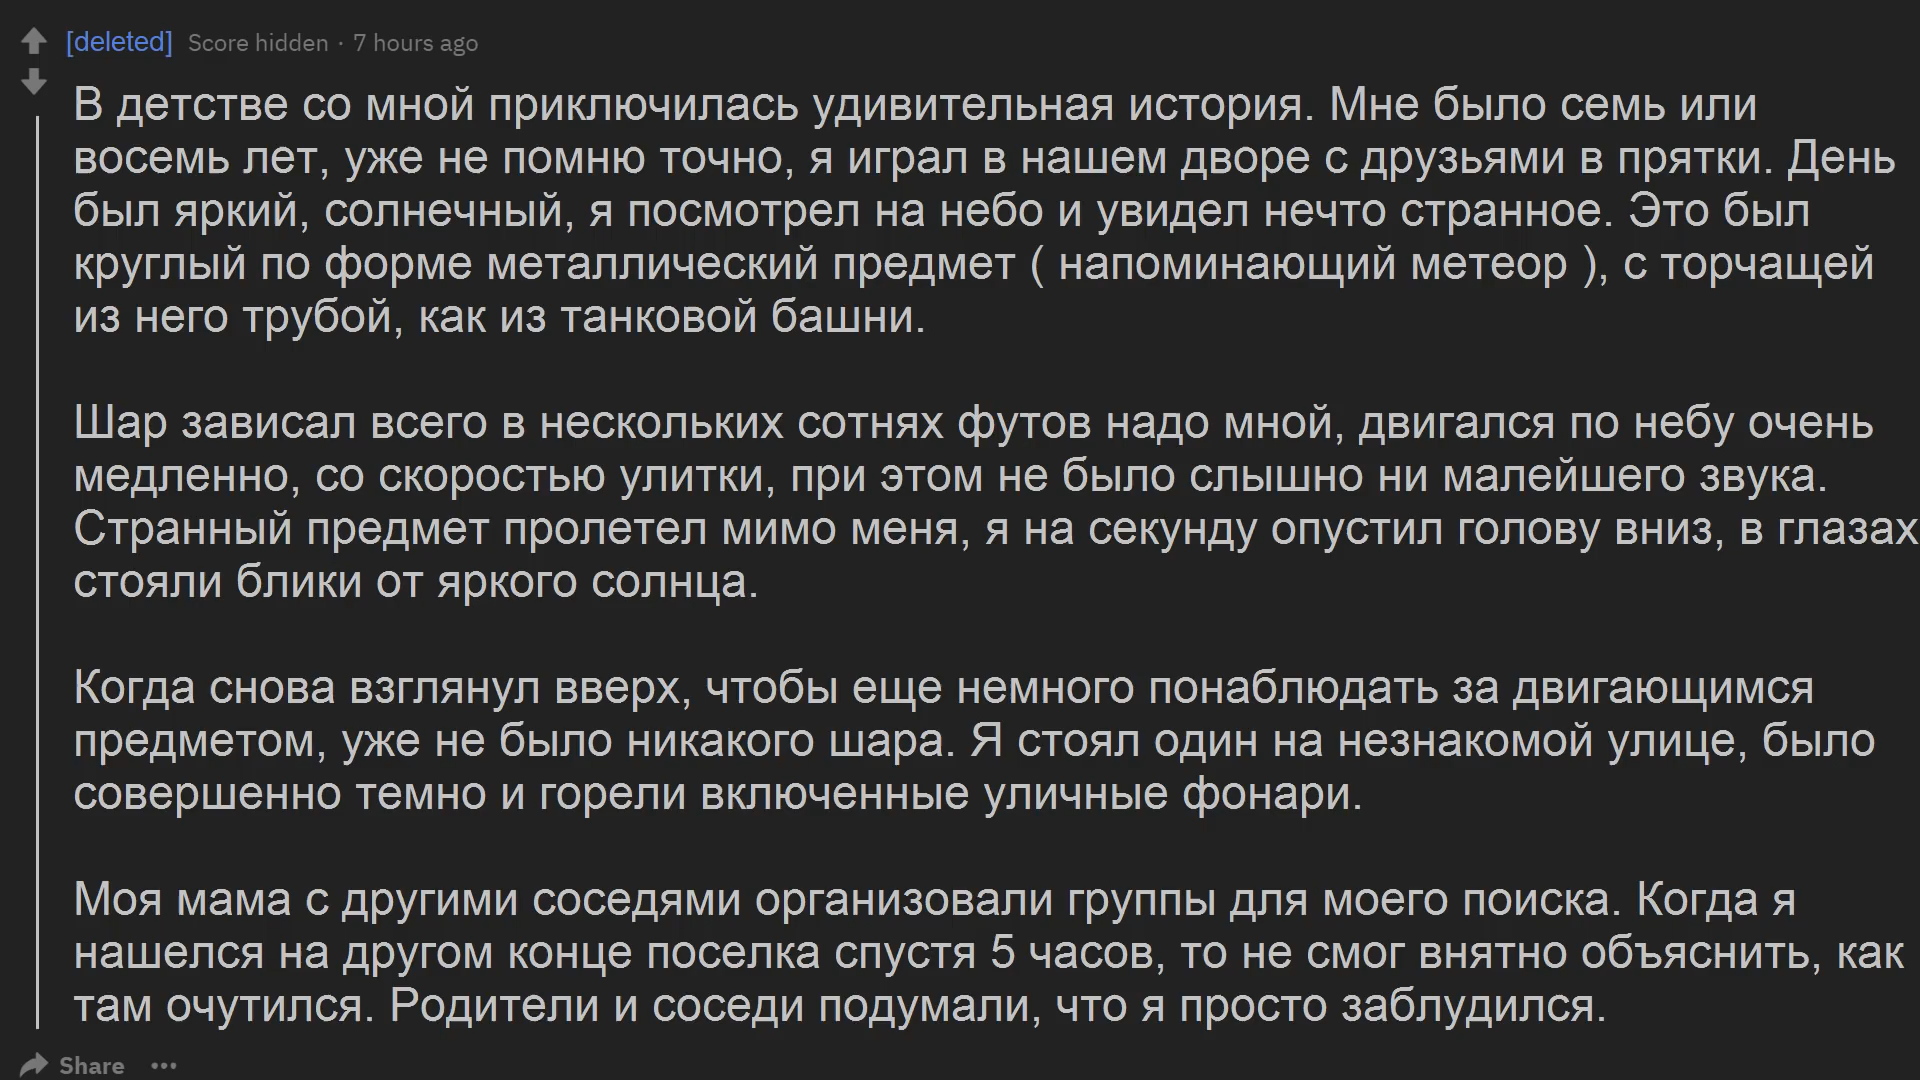 [deleted] Score hidden · 7 hours ago
В детстве со мной приключилась удивительная история. Мне было семь или
восемь лет, уже не помню точно, я играл в нашем дворе с друзьями в прятки. День
был яркий, солнечный, я посмотрел на небо и увидел нечто странное. Это был
круглый по форме металлический предмет ( напоминающий метеор ), с торчащей
из него трубой, как из танковой башни.
Шар зависал всего в нескольких сотнях футов надо мной, двигался по небу очень
медленно, со скоростью улитки, при этом не было слышно ни малейшего звука.
Странный предмет пролетел мимо меня, я на секунду опустил голову вниз, в глазах
стояли блики от яркого солнца.
Когда снова взглянул вверх, чтобы еще немного понаблюдать за двигающимся
предметом, уже не было никакого шара. Я стоял один на незнакомой улице, было
совершенно темно и горели включенные уличные фонари.
Моя мама с другими соседями организовали группы для моего поиска. Когда я
нашелся на другом конце поселка спустя 5 часов, то не смог внятно объяснить, как
там очутился. Родители и соседи подумали, что я просто заблудился.
Share ···